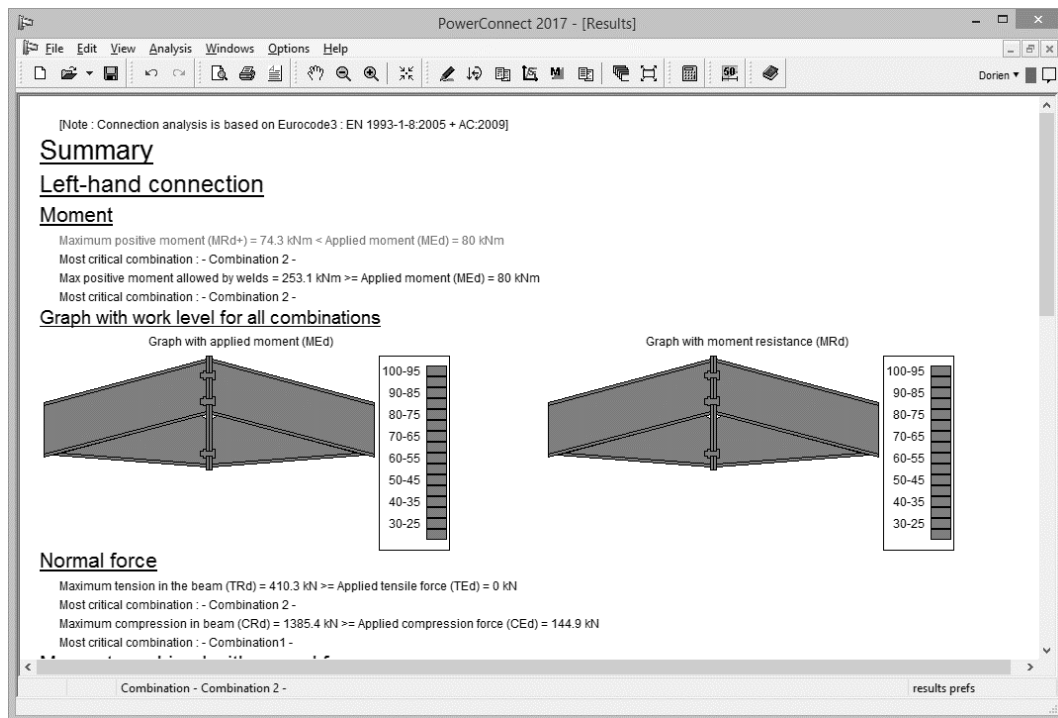 PowerConnect 2017 - [Results]
File Edit View Analysis Windows Options Help
Dorien
[Note : Connection analysis is based on Eurocode3 : EN 1993-1-8:2005 + AC:2009]
Summary
Left-hand connection
Moment
Maximum positive moment (MRd+) = 74.3 kNm < Applied moment (MEd) = 80 kNm
Most critical combination : - Combination 2 -
Max positive moment allowed by welds = 253.1 kNm >= Applied moment (MEd) = 80 kNm
Most critical combination : - Combination 2 -
Graph with work level for all combinations
Graph with applied moment (MEd)
100-95
90-85
80-75
70-65
60-55
50-45
40-35
30-25
Graph with moment resistance (MRd)
100-95
90-85
80-75
70-65
60-55
50-45
40-35
30-25
Normal force
Maximum tension in the beam (TRd) = 410.3 kN >= Applied tensile force (TEd) = 0 kN
Most critical combination : - Combination 2 -
Maximum compression in beam (CRd) = 1385.4 kN >= Applied compression force (CEd) = 144.9 kN
Most critical combination : - Combination1 -
Combination - Combination 2 -
results prefs